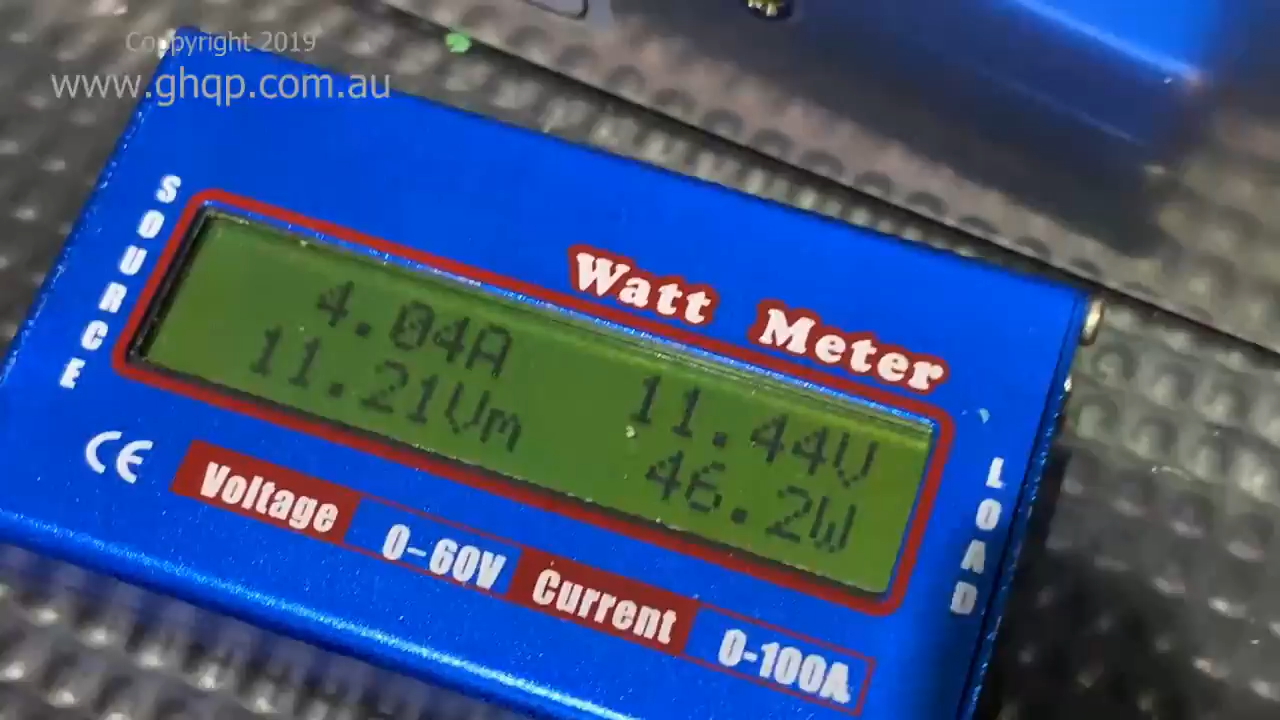 Copyright 2019
www.ghqp.com.au
SOURCE
Watt Meter
4.04A 11.44V
11.21Vm 46.2W
LOAD
CE
Voltage 0-60V Current 0-100A